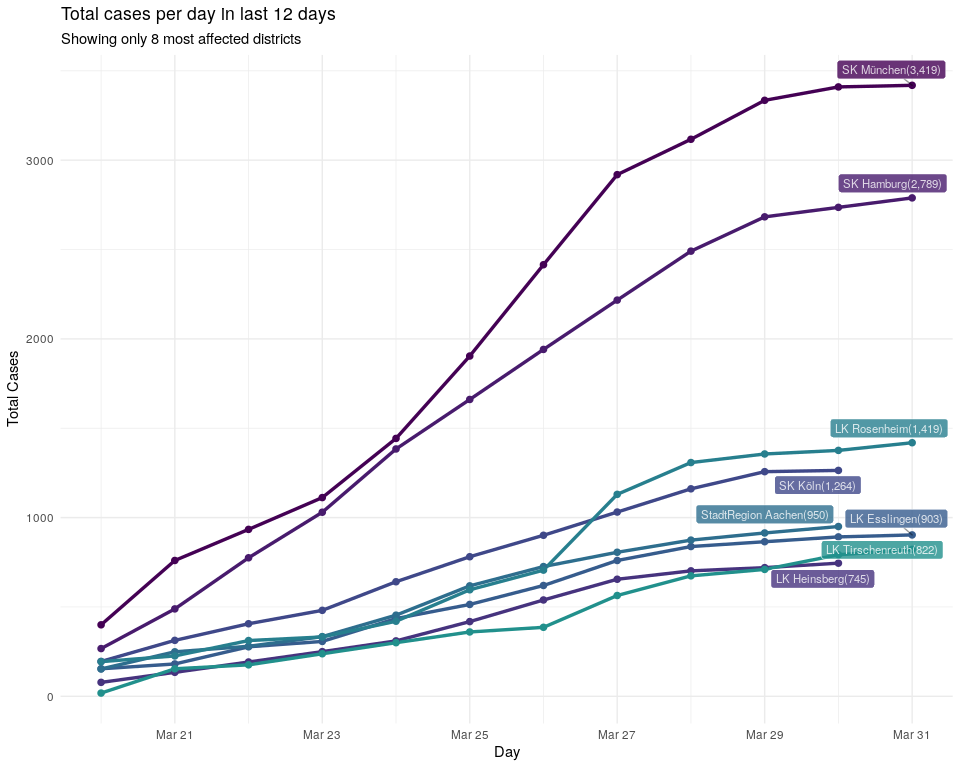 Total cases per day in last 12 days
Showing only 8 most affected districts
SK München(3,419)
3000
SK Hamburg(2,789)
2000
LK Rosenheim(1,419)
SK Köln(1,264)
StadtRegion Aachen(950)
LK Esslingen(903)
1000
LK Tirschenreuth(822)
LK Heinsberg(745)
0
Total Cases
Mar 21
Mar 23
Mar 25
Mar 27
Mar 29
Mar 31
Day